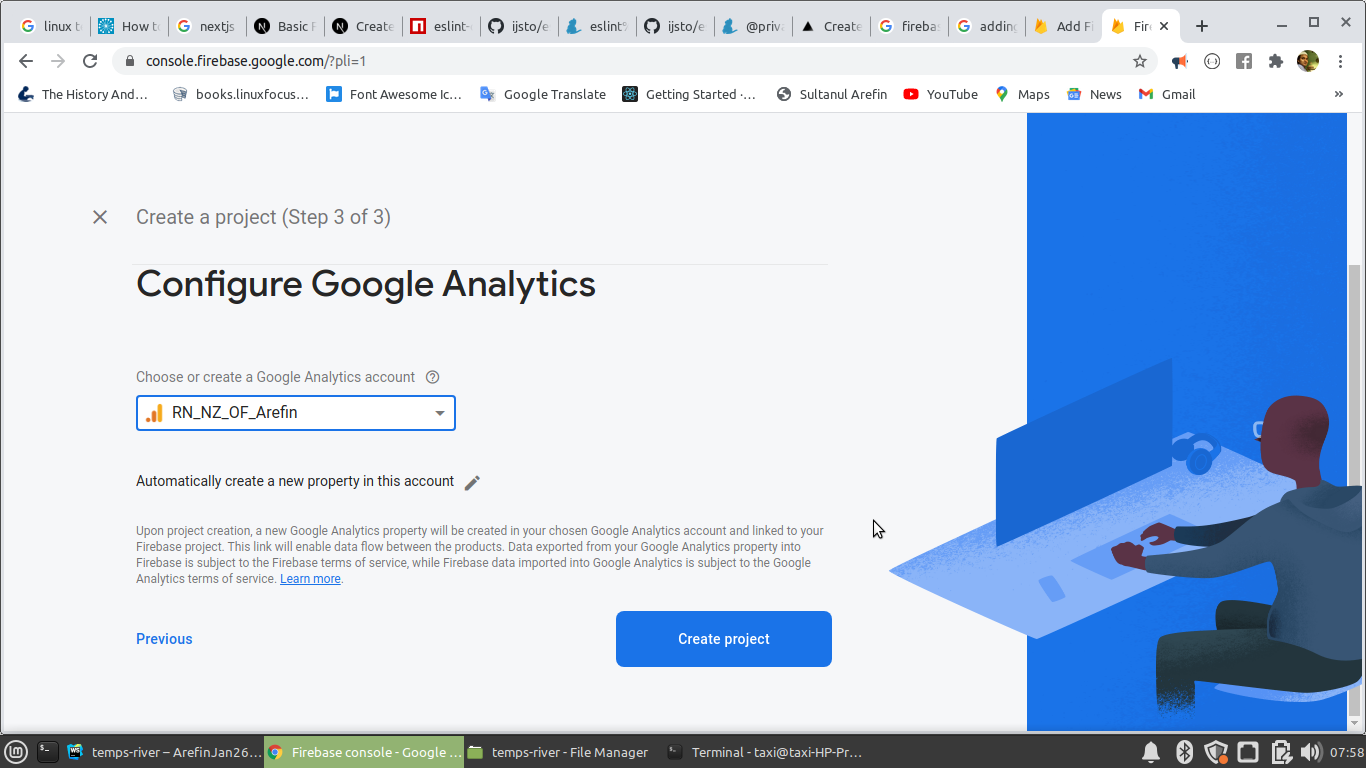 linux t
How to
nextjs
Basic F
Create
eslint-
ijsto/e
eslint
ijsto/e
@priva
Create
firebas
adding
Add Fi
Fire
console.firebase.google.com/?pli=1
The History And…
books.linuxfocus…
Font Awesome Ic…
Google Translate
Getting Started ·…
Sultanul Arefin
YouTube
Maps
News
Gmail
»
Create a project (Step 3 of 3)
Configure Google Analytics
Choose or create a Google Analytics account
RN_NZ_OF_Arefin
Automatically create a new property in this account
Upon project creation, a new Google Analytics property will be created in your chosen Google Analytics account and linked to your
Firebase project. This link will enable data flow between the products. Data exported from your Google Analytics property into
Firebase is subject to the Firebase terms of service, while Firebase data imported into Google Analytics is subject to the Google
Analytics terms of service. Learn more.
Previous
Create project
temps-river – ArefinJan26…
Firebase console - Google …
temps-river - File Manager
Terminal - taxi@taxi-HP-Pr…
07:58